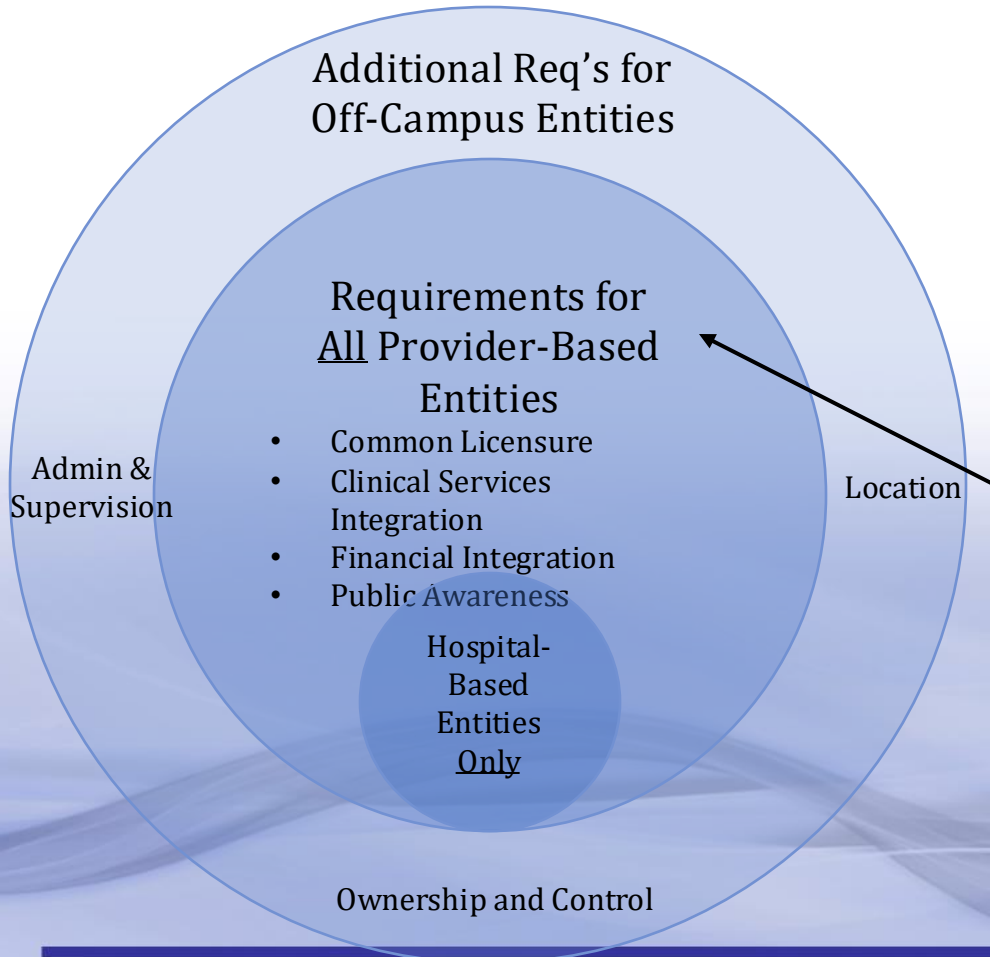 Additional Req’s for
Off-Campus Entities
Requirements for
All Provider-Based
Entities
• Common Licensure
• Clinical Services
Integration
• Financial Integration
• Public Awareness
Admin &
Supervision
Location
Hospital-
Based
Entities
Only
Ownership and Control